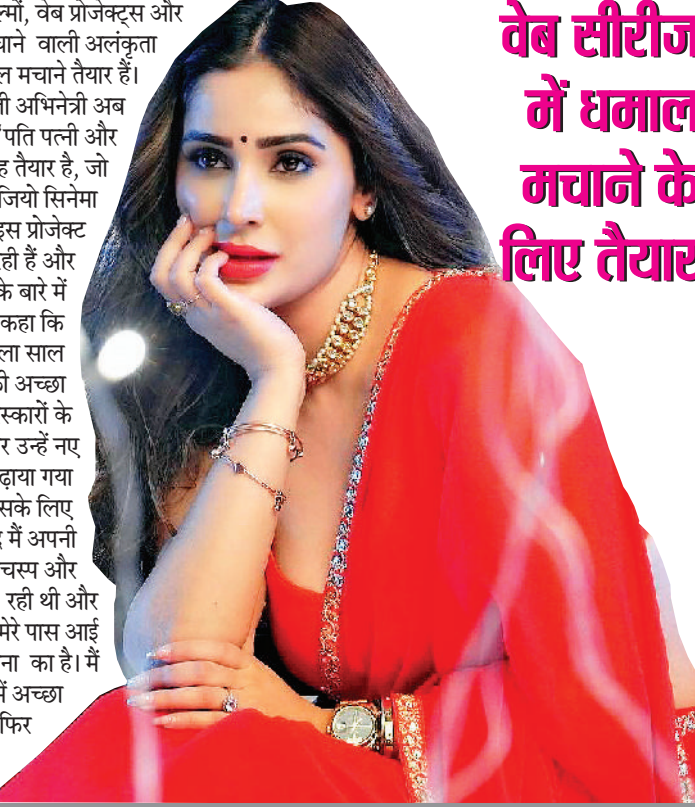 वेब सीरीज
में धमाल
मचाने के
लिए तैयार
ल्मों, वेब प्रोजेक्ट्स और
वाली अलंकृता
ल मचाने तैयार हैं।
अभिनेत्री अब
पति पत्नी और
ह तैयार है, जो
जियो सिनेमा
इस प्रोजेक्ट
रही हैं और
के बारे में
कहा कि
ला साल
अच्छा
स्कारों के
र उन्हें नए
ढ़ाया गया
सके लिए
मैं अपनी
चस्प और
रही थी और
मेरे पास आई
ना का है। मैं
में अच्छा
फिर